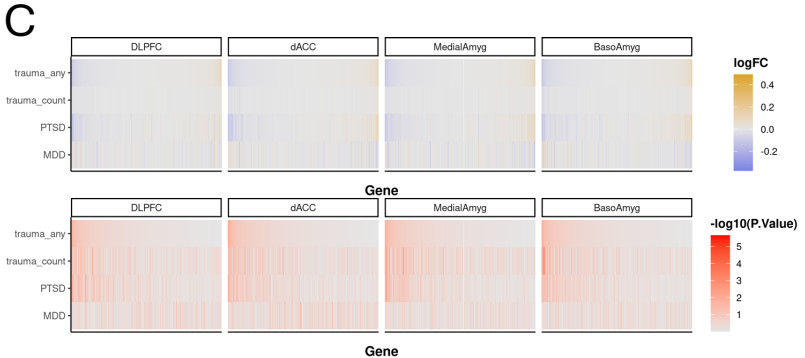 C
DLPFC dACC MedialAmyg BasoAmyg
trauma_any
trauma_count
PTSD
MDD
Gene
logFC
0.4
0.2
0.0
-0.2
DLPFC dACC MedialAmyg BasoAmyg
trauma_any
trauma_count
PTSD
MDD
Gene
-log10(P.Value)
5
4
3
2
1